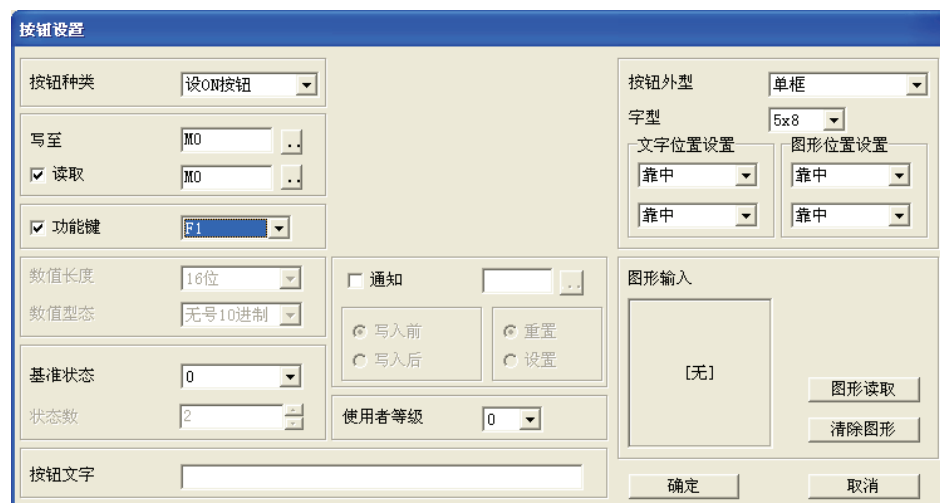 按钮设置
按钮种类 设ON按钮
写至 M0 ..
读取 M0 ..
功能键 F1
数值长度 16位
数值型态 无号10进制
基准状态 0
状态数 2
按钮文字
通知 ..
写入前 重置
写入后 设置
使用者等级 0
按钮外型 单框
字型 5x8
文字位置设置 图形位置设置
靠中 靠中
靠中 靠中
图形输入
[无]
图形读取
清除图形
确定 取消